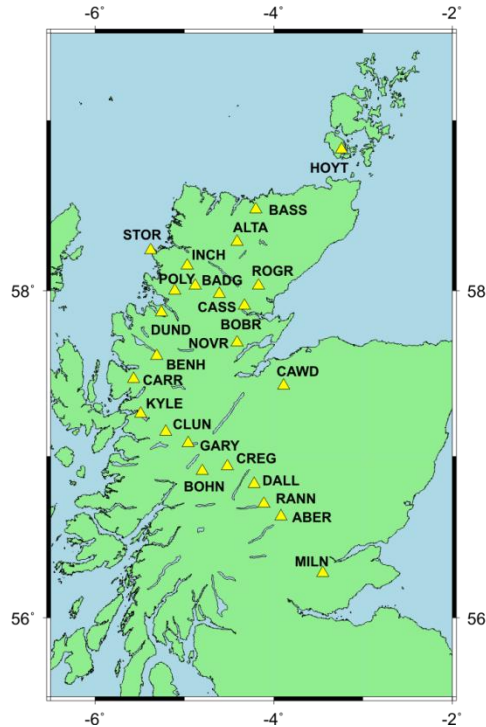 -6˚
-4˚
-2˚
HOYT
BASS
ALTA
STOR
INCH
POLY
BADG
ROGR
58˚
58˚
CASS
DUND
BOBR
NOVR
BENH
CAWD
CARR
KYLE
CLUN
GARY
CREG
BOHN
DALL
RANN
ABER
MILN
56˚
56˚
-6˚
-4˚
-2˚